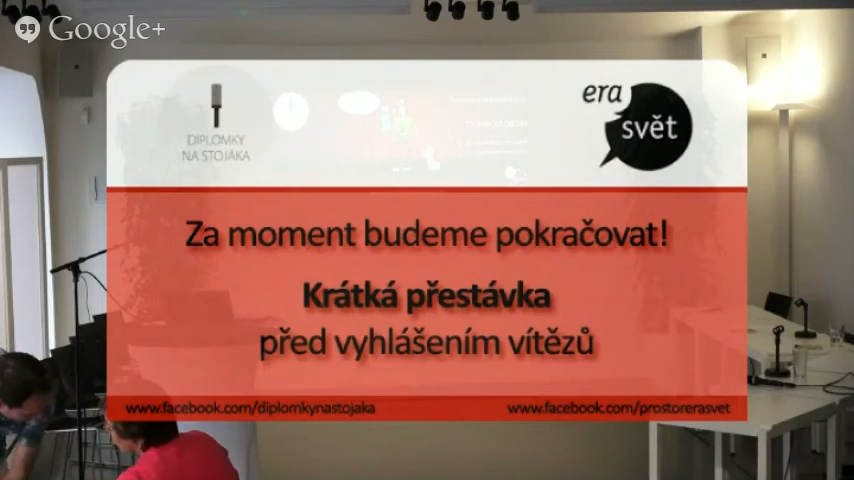 Google+
era
svět
DIPLOMKY
NA STOJÁKA
Za moment budeme pokračovat!
Krátká přestávka
před vyhlášením vítězů
www.facebook.com/diplomkynastojaka
www.facebook.com/prostorerasvet